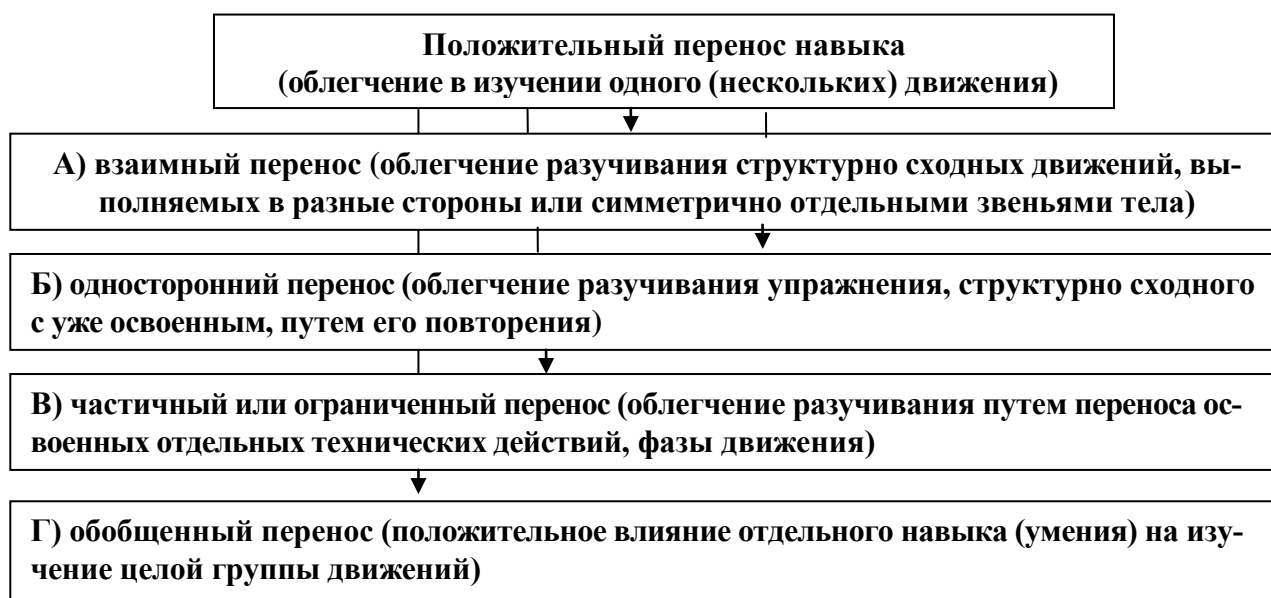 Положительный перенос навыка
(облегчение в изучении одного (нескольких) движения)
А) взаимный перенос (облегчение разучивания структурно сходных движений, вы-
полняемых в разные стороны или симметрично отдельными звеньями тела)
Б) односторонний перенос (облегчение разучивания упражнения, структурно сходного
с уже освоенным, путем его повторения)
В) частичный или ограниченный перенос (облегчение разучивания путем переноса ос-
военных отдельных технических действий, фазы движения)
Г) обобщенный перенос (положительное влияние отдельного навыка (умения) на изу-
чение целой группы движений)